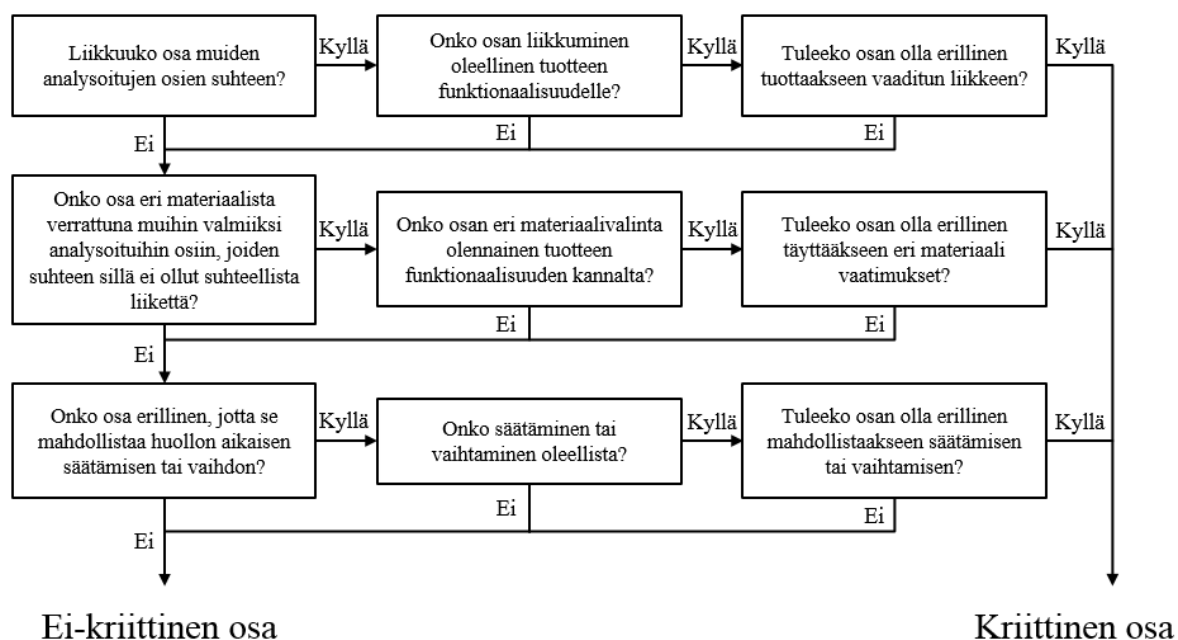 Liikkuuko osa muiden
analysoitujen osien suhteen?
Kyllä
Onko osan liikkuminen
oleellinen tuotteen
funktionaalisuudelle?
Kyllä
Tuleeko osan olla erillinen
tuottaakseen vaaditun liikkeen?
Kyllä
Ei
Ei
Ei
Onko osa eri materiaalista
verrattuna muihin valmiiksi
analysoituihin osiin, joiden
suhteen sillä ei ollut suhteellista
liikettä?
Kyllä
Onko osan eri materiaalivalinta
olennainen tuotteen
funktionaalisuuden kannalta?
Kyllä
Tuleeko osan olla erillinen
täyttääkseen eri materiaali
vaatimukset?
Kyllä
Ei
Ei
Ei
Onko osa erillinen, jotta se
mahdollistaa huollon aikaisen
säätämisen tai vaihdon?
Kyllä
Onko säätäminen tai
vaihtaminen oleellista?
Kyllä
Tuleeko osan olla erillinen
mahdollistaakseen säätämisen
tai vaihtamisen?
Kyllä
Ei
Ei
Ei
Ei-kriittinen osa
Kriittinen osa